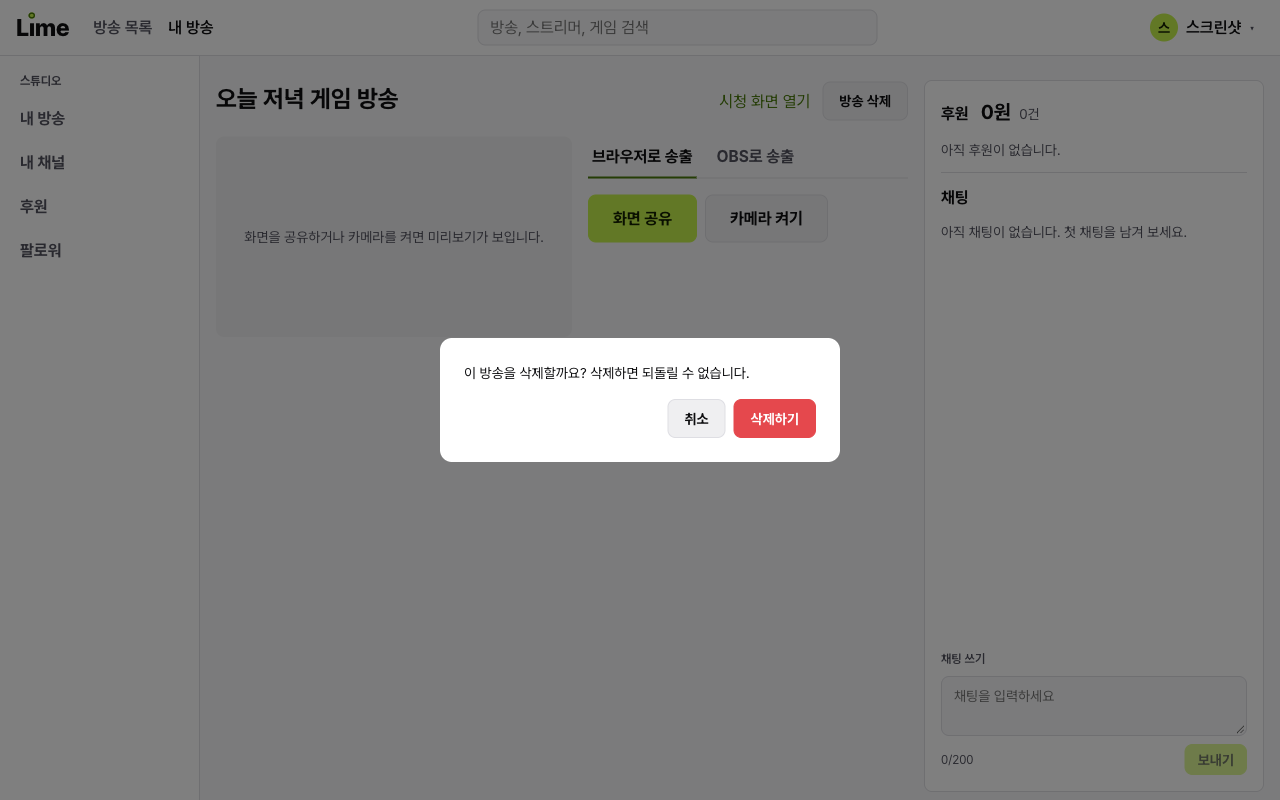 Lime
방송 목록
내 방송
방송, 스트리머, 게임 검색
스
스크린샷
스튜디오
내 방송
내 채널
후원
팔로워
오늘 저녁 게임 방송
시청 화면 열기
방송 삭제
화면을 공유하거나 카메라를 켜면 미리보기가 보입니다.
브라우저로 송출
OBS로 송출
화면 공유
카메라 켜기
이 방송을 삭제할까요? 삭제하면 되돌릴 수 없습니다.
취소
삭제하기
후원 0원 0건
아직 후원이 없습니다.
채팅
아직 채팅이 없습니다. 첫 채팅을 남겨 보세요.
채팅 쓰기
채팅을 입력하세요
0/200
보내기